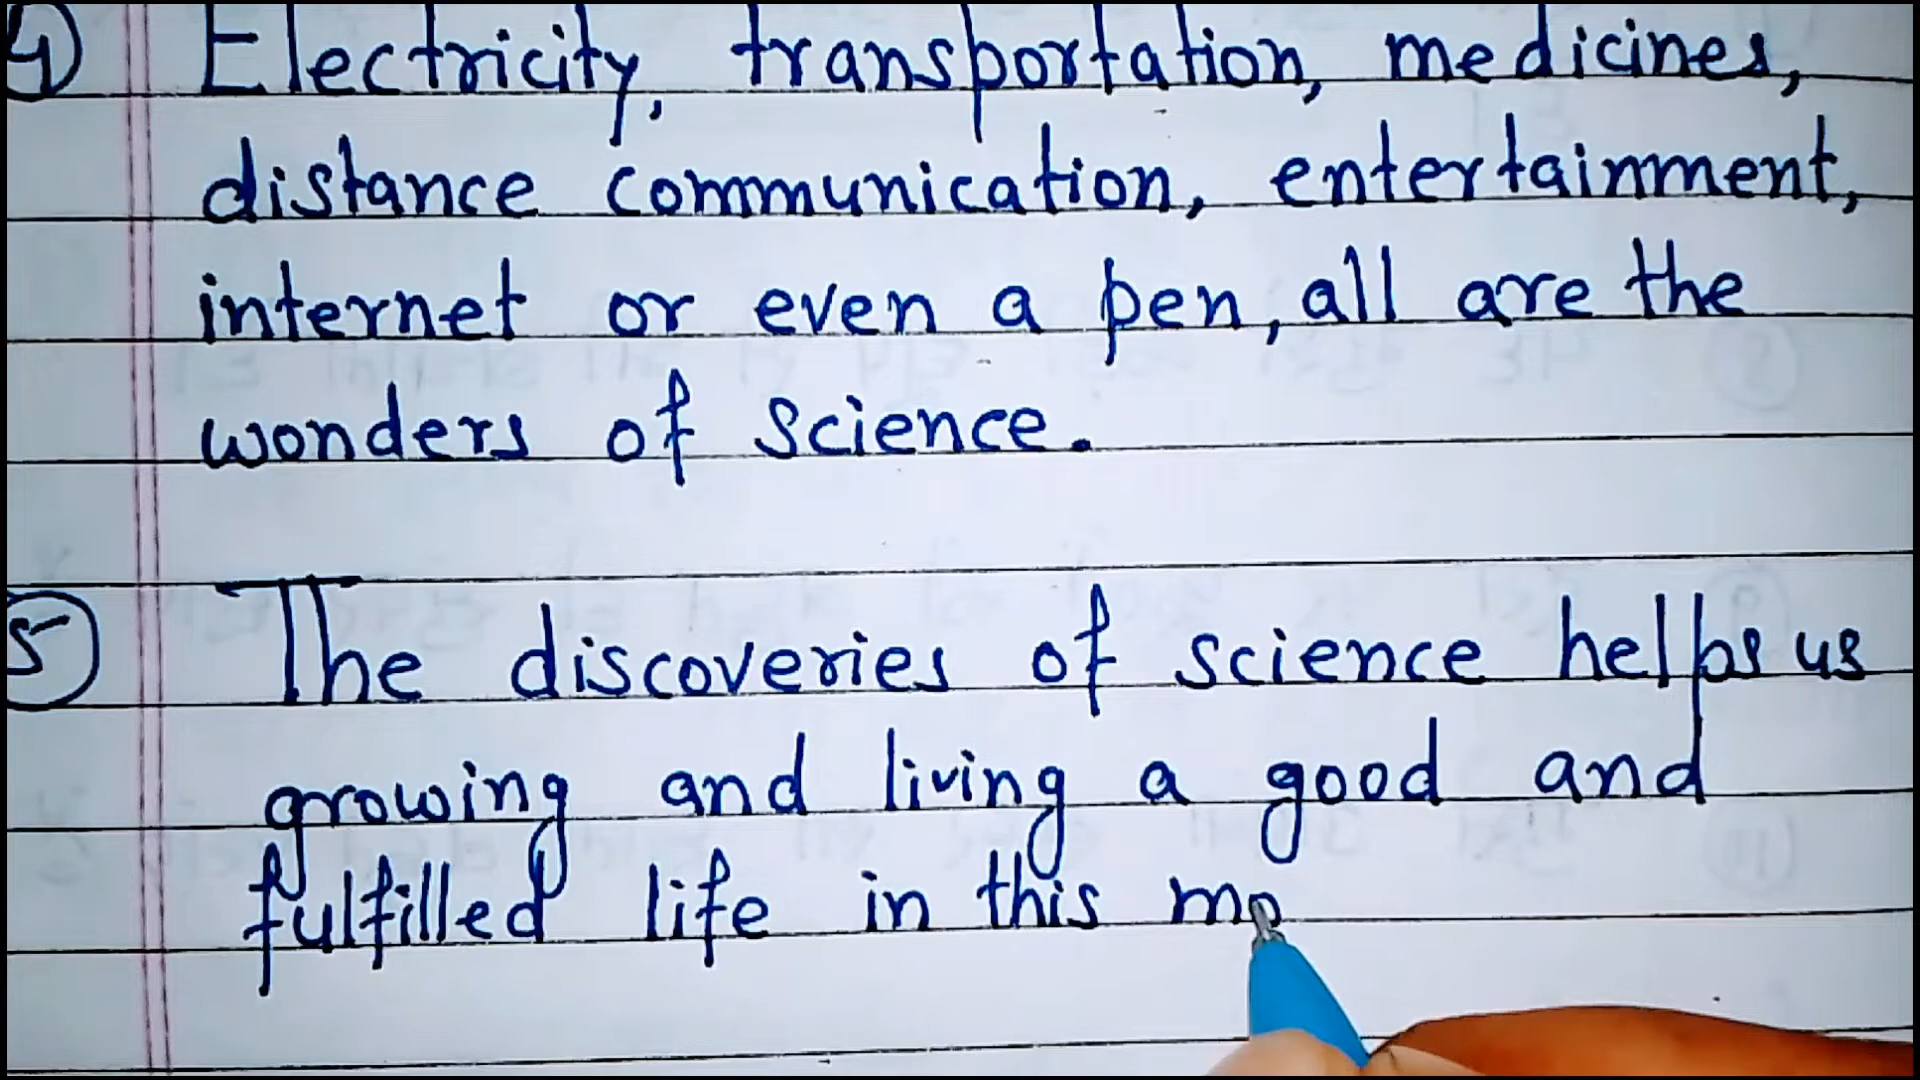 4 Electricity, transportation, medicines,
distance communication, entertainment,
internet or even a pen, all are the
wonders of science.
5 The discoveries of science helps us
growing and living a good and
fulfilled life in this mo